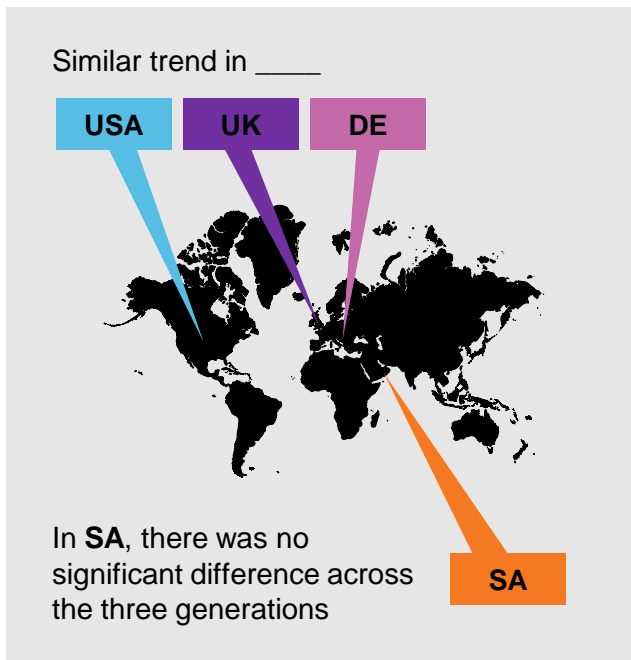 Similar trend in ____
USA
UK
DE
SA
In SA, there was no
significant difference across
the three generations